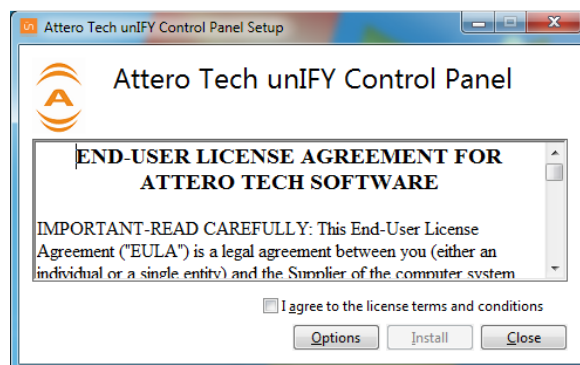 Attero Tech unIFY Control Panel Setup
Attero Tech unIFY Control Panel
END-USER LICENSE AGREEMENT FOR
ATTERO TECH SOFTWARE
IMPORTANT-READ CAREFULLY: This End-User License
Agreement ("EULA") is a legal agreement between you (either an
individual or a single entity) and the Supplier of the computer system
I agree to the license terms and conditions
Options Install Close